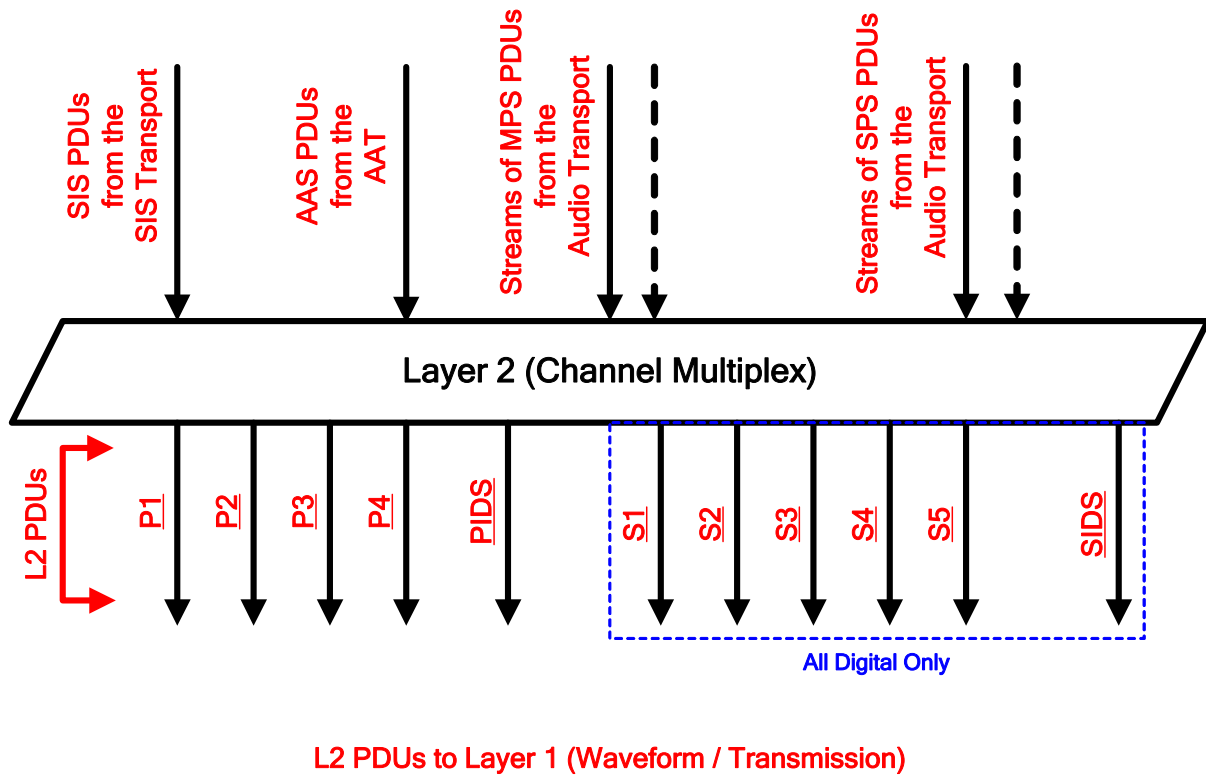 SIS PDUs
from the
SIS Transport
AAS PDUs
from the
AAT
Streams of MPS PDUs
from the
Audio Transport
Streams of SPS PDUs
from the
Audio Transport
Layer 2 (Channel Multiplex)
L2 PDUs
P1
P2
P3
P4
PIDS
S1
S2
S3
S4
S5
SIDS
All Digital Only
L2 PDUs to Layer 1 (Waveform / Transmission)